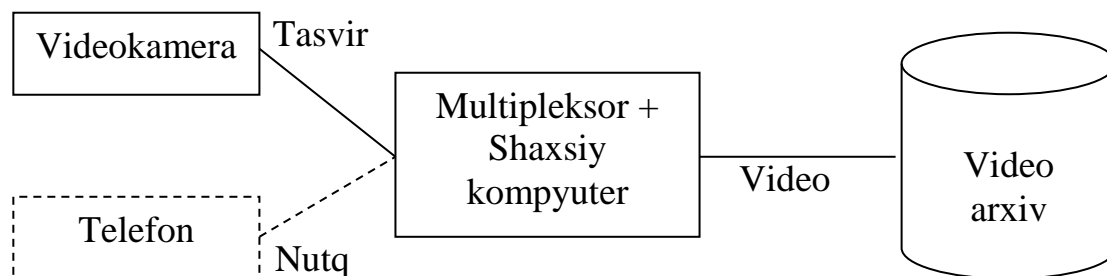 Videokamera
Tasvir
Multipleksor +
Shaxsiy
kompyuter
Video
Video
arxiv
Telefon
Nutq